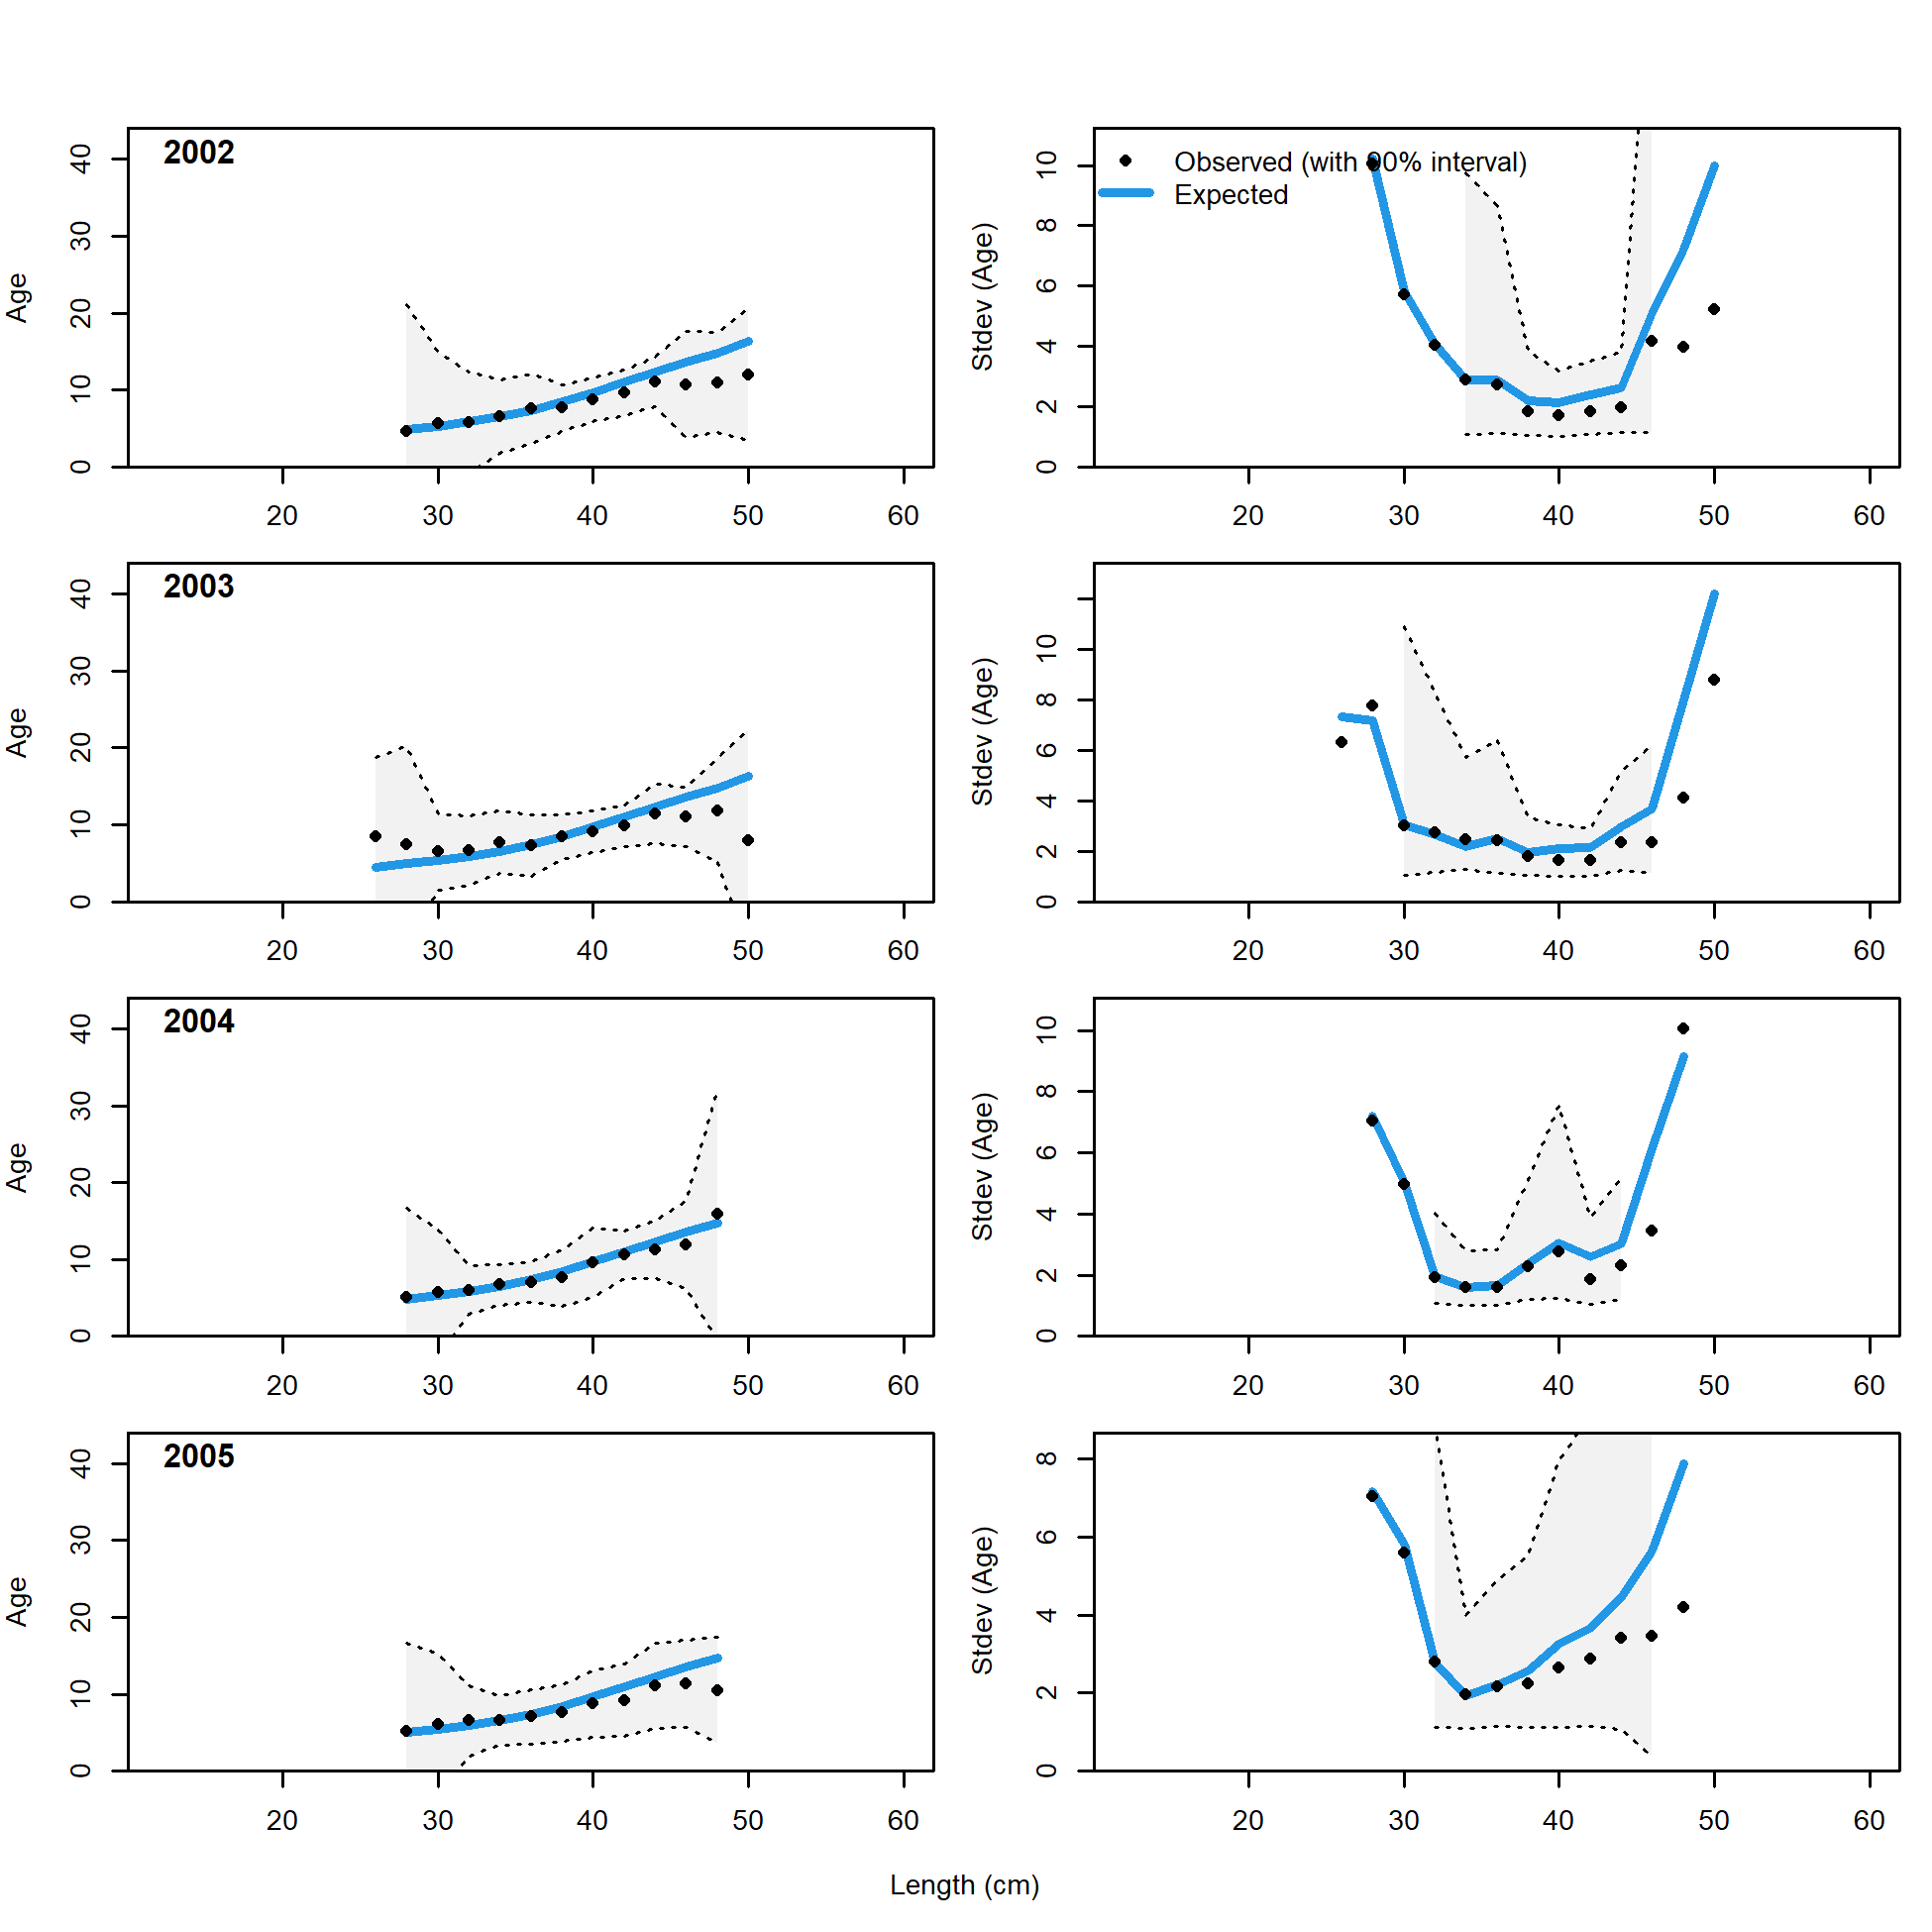 2002
Age
0 10 20 30 40
20 30 40 50 60
Observed (with 90% interval)
Expected
Stdev (Age)
0 2 4 6 8 10
20 30 40 50 60
2003
Age
0 10 20 30 40
20 30 40 50 60
Stdev (Age)
0 2 4 6 8 10
20 30 40 50 60
2004
Age
0 10 20 30 40
20 30 40 50 60
Stdev (Age)
0 2 4 6 8 10
20 30 40 50 60
2005
Age
0 10 20 30 40
20 30 40 50 60
Stdev (Age)
0 2 4 6 8
20 30 40 50 60
Length (cm)